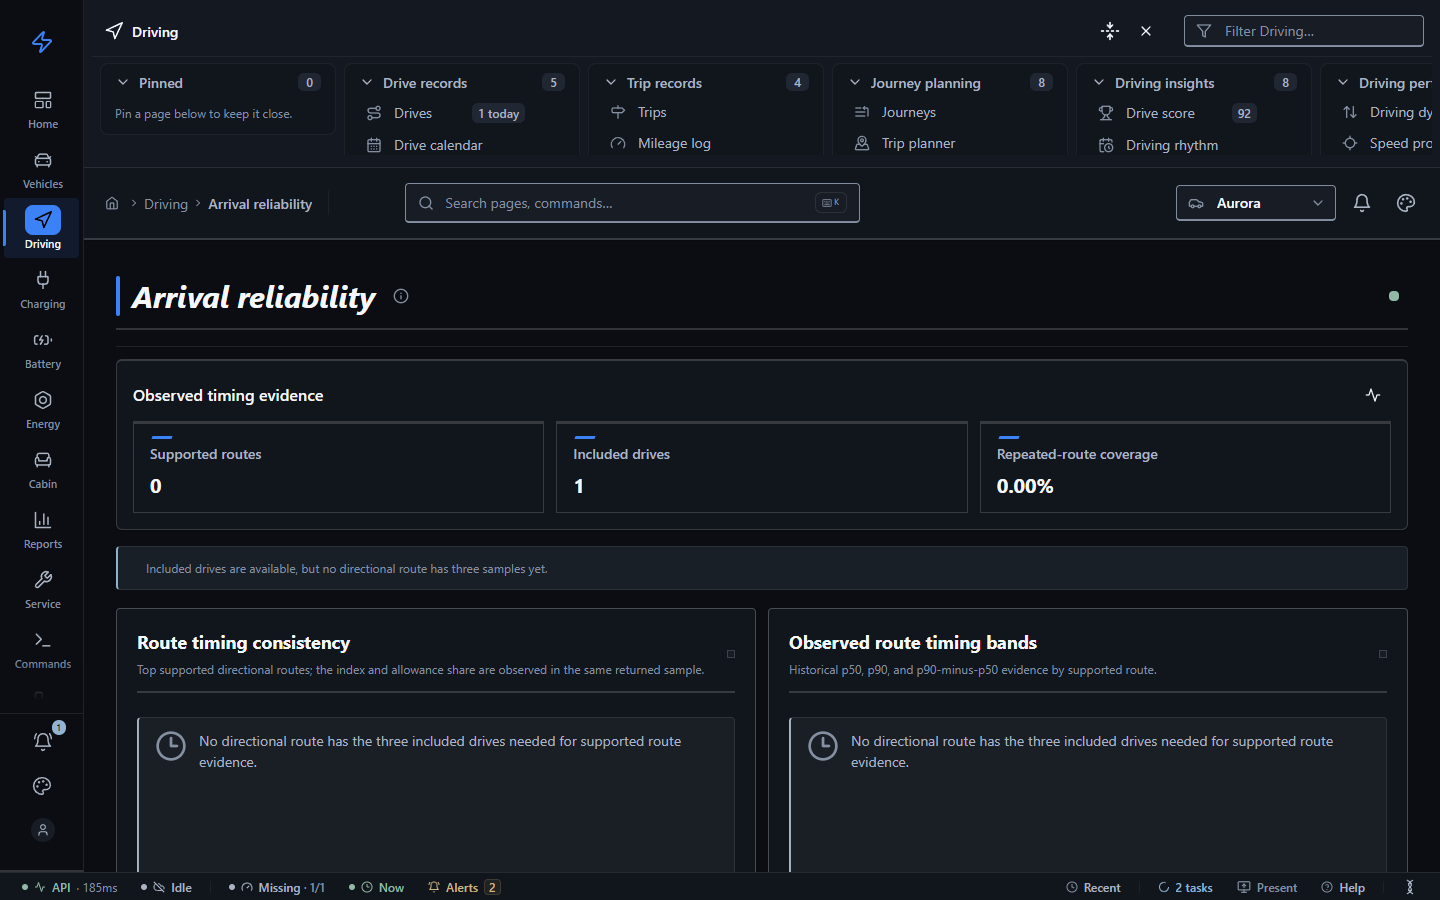 Driving
Filter Driving...
Pinned 0
Pin a page below to keep it close.
Drive records 5
Drives 1 today
Drive calendar
Trip records 4
Trips
Mileage log
Journey planning 8
Journeys
Trip planner
Driving insights 8
Drive score 92
Driving rhythm
Driving per
Driving dy
Speed pro
Home
Vehicles
Driving
Charging
Battery
Energy
Cabin
Reports
Service
Commands
1
Driving
Arrival reliability
Search pages, commands...
K
Aurora
Arrival reliability
Observed timing evidence
Supported routes
0
Included drives
1
Repeated-route coverage
0.00%
Included drives are available, but no directional route has three samples yet.
Route timing consistency
Top supported directional routes; the index and allowance share are observed in the same returned sample.
No directional route has the three included drives needed for supported route
evidence.
Observed route timing bands
Historical p50, p90, and p90-minus-p50 evidence by supported route.
No directional route has the three included drives needed for supported route
evidence.
API · 185ms
Idle
Missing · 1/1
Now
Alerts 2
Recent
2 tasks
Present
Help